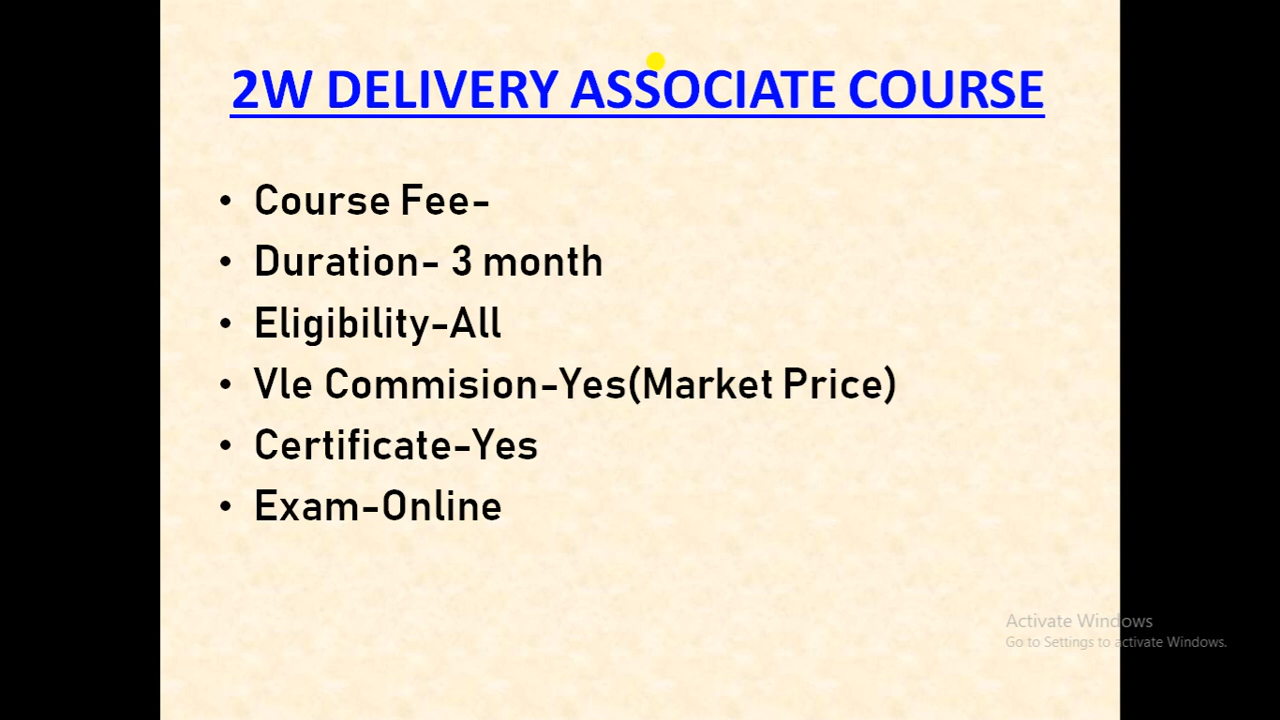 2W DELIVERY ASSOCIATE COURSE
• Course Fee-
• Duration- 3 month
• Eligibility-All
• Vle Commision-Yes(Market Price)
• Certificate-Yes
• Exam-Online
Activate Windows
Go to Settings to activate Windows.